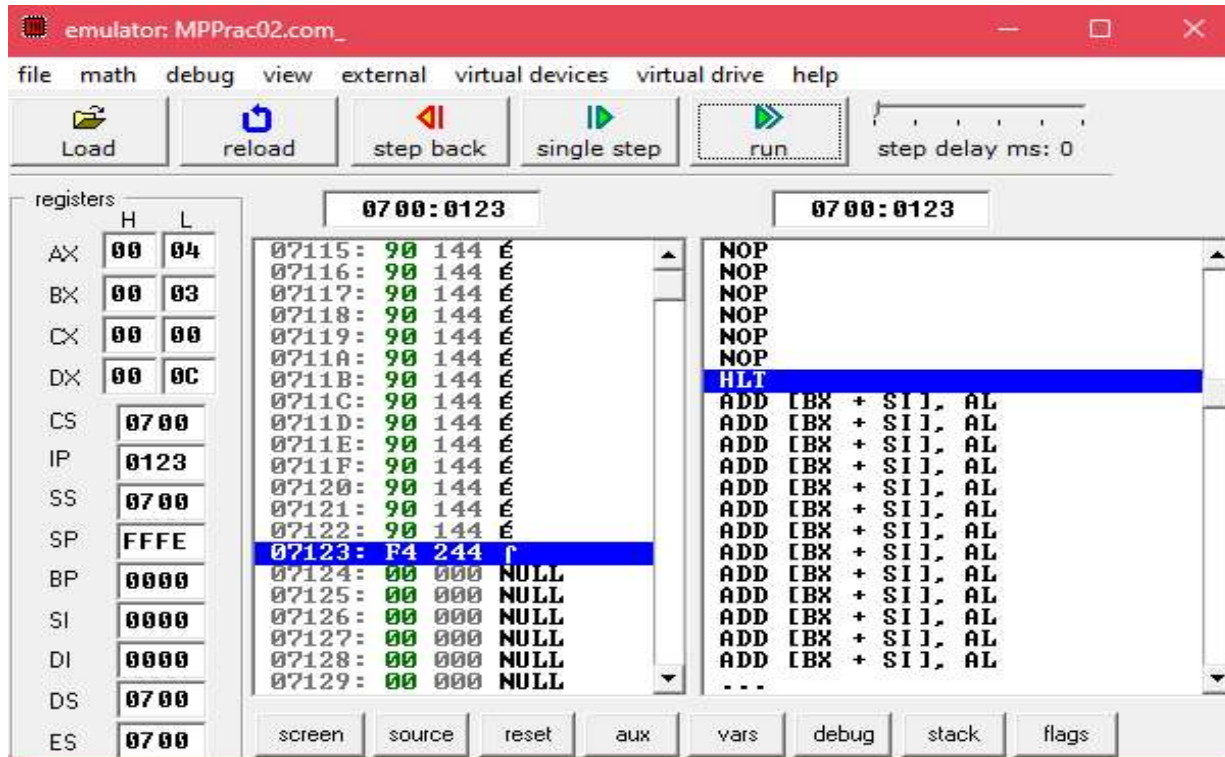 emulator: MPPrac02.com_
file math debug view external virtual devices virtual drive help
Load reload step back single step run step delay ms: 0
registers
H L
AX 00 04
BX 00 03
CX 00 00
DX 00 0C
CS 0700
IP 0123
SS 0700
SP FFFE
BP 0000
SI 0000
DI 0000
DS 0700
ES 0700
0700:0123
07115: 90 144 É
07116: 90 144 É
07117: 90 144 É
07118: 90 144 É
07119: 90 144 É
0711A: 90 144 É
0711B: 90 144 É
0711C: 90 144 É
0711D: 90 144 É
0711E: 90 144 É
0711F: 90 144 É
07120: 90 144 É
07121: 90 144 É
07122: 90 144 É
07123: F4 244 ⌠
07124: 00 000 NULL
07125: 00 000 NULL
07126: 00 000 NULL
07127: 00 000 NULL
07128: 00 000 NULL
07129: 00 000 NULL
0700:0123
NOP
NOP
NOP
NOP
NOP
NOP
HLT
ADD [BX + SI], AL
ADD [BX + SI], AL
ADD [BX + SI], AL
ADD [BX + SI], AL
ADD [BX + SI], AL
ADD [BX + SI], AL
ADD [BX + SI], AL
ADD [BX + SI], AL
ADD [BX + SI], AL
ADD [BX + SI], AL
ADD [BX + SI], AL
ADD [BX + SI], AL
ADD [BX + SI], AL
...
screen source reset aux vars debug stack flags